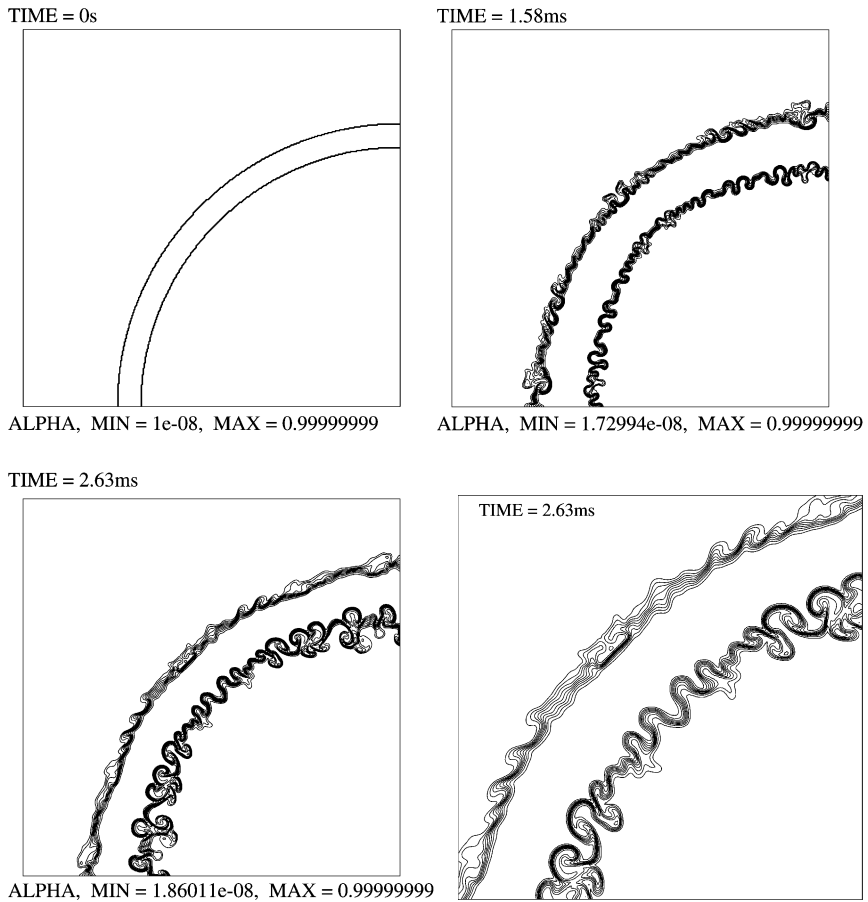 TIME = 0s
TIME = 1.58ms
ALPHA, MIN = 1e-08, MAX = 0.99999999
ALPHA, MIN = 1.72994e-08, MAX = 0.99999999
TIME = 2.63ms
TIME = 2.63ms
ALPHA, MIN = 1.86011e-08, MAX = 0.99999999